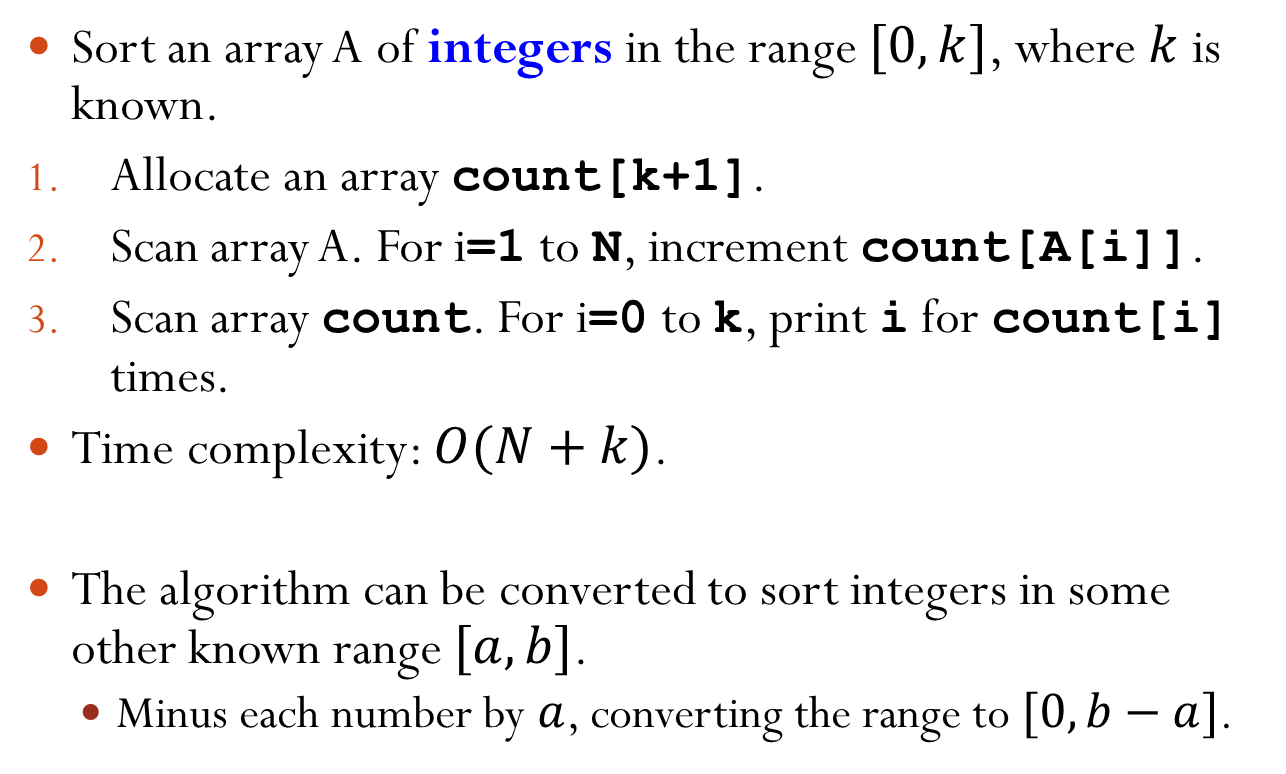 • Sort an array A of integers in the range [0, k], where k is
known.
1. Allocate an array count[k+1].
2. Scan array A. For i=1 to N, increment count[A[i]].
3. Scan array count. For i=0 to k, print i for count[i]
times.
• Time complexity: O(N + k).
• The algorithm can be converted to sort integers in some
other known range [a, b].
• Minus each number by a, converting the range to [0, b − a].